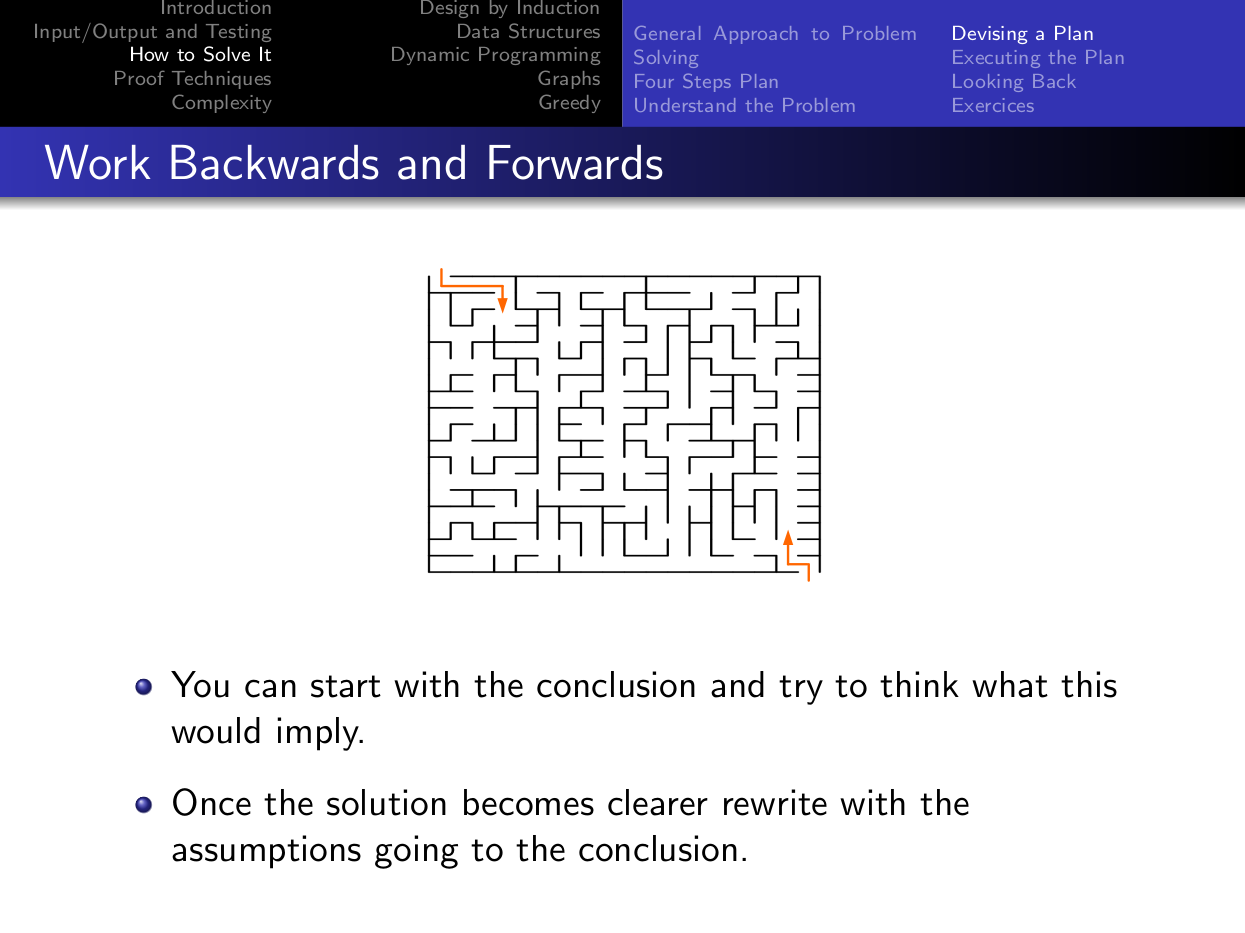 Introduction
Input/Output and Testing
How to Solve It
Proof Techniques
Complexity
Design by Induction
Data Structures
Dynamic Programming
Graphs
Greedy
General Approach to Problem
Solving
Four Steps Plan
Understand the Problem
Devising a Plan
Executing the Plan
Looking Back
Exercices
Work Backwards and Forwards
You can start with the conclusion and try to think what this
would imply.
Once the solution becomes clearer rewrite with the
assumptions going to the conclusion.